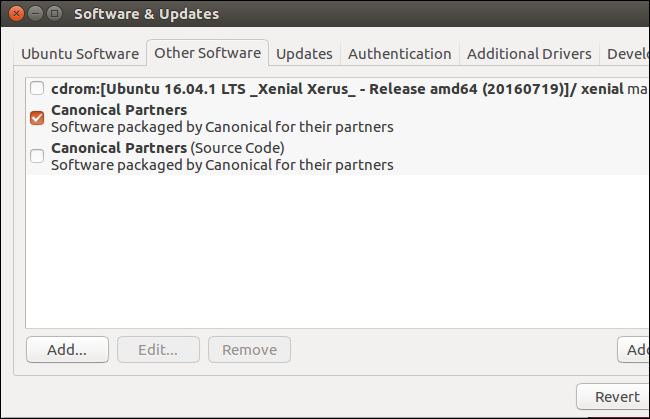 Software & Updates
Ubuntu Software Other Software Updates Authentication Additional Drivers Develo
cdrom:[Ubuntu 16.04.1 LTS _Xenial Xerus_ - Release amd64 (20160719)]/ xenial ma
Canonical Partners
Software packaged by Canonical for their partners
Canonical Partners (Source Code)
Software packaged by Canonical for their partners
Add... Edit... Remove Add
Revert